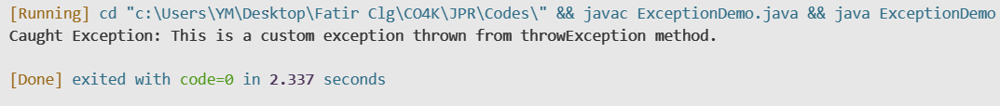 [Running] cd "c:\Users\YM\Desktop\Fatir Clg\CO4K\JPR\Codes\" && javac ExceptionDemo.java && java ExceptionDemo
Caught Exception: This is a custom exception thrown from throwException method.
[Done] exited with code=0 in 2.337 seconds